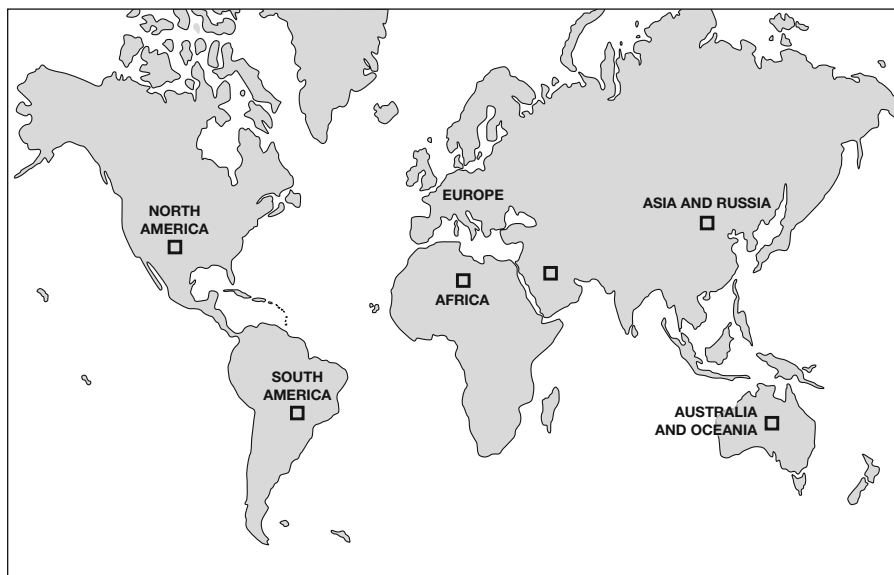 NORTH
AMERICA
EUROPE
ASIA AND RUSSIA
AFRICA
SOUTH
AMERICA
AUSTRALIA
AND OCEANIA